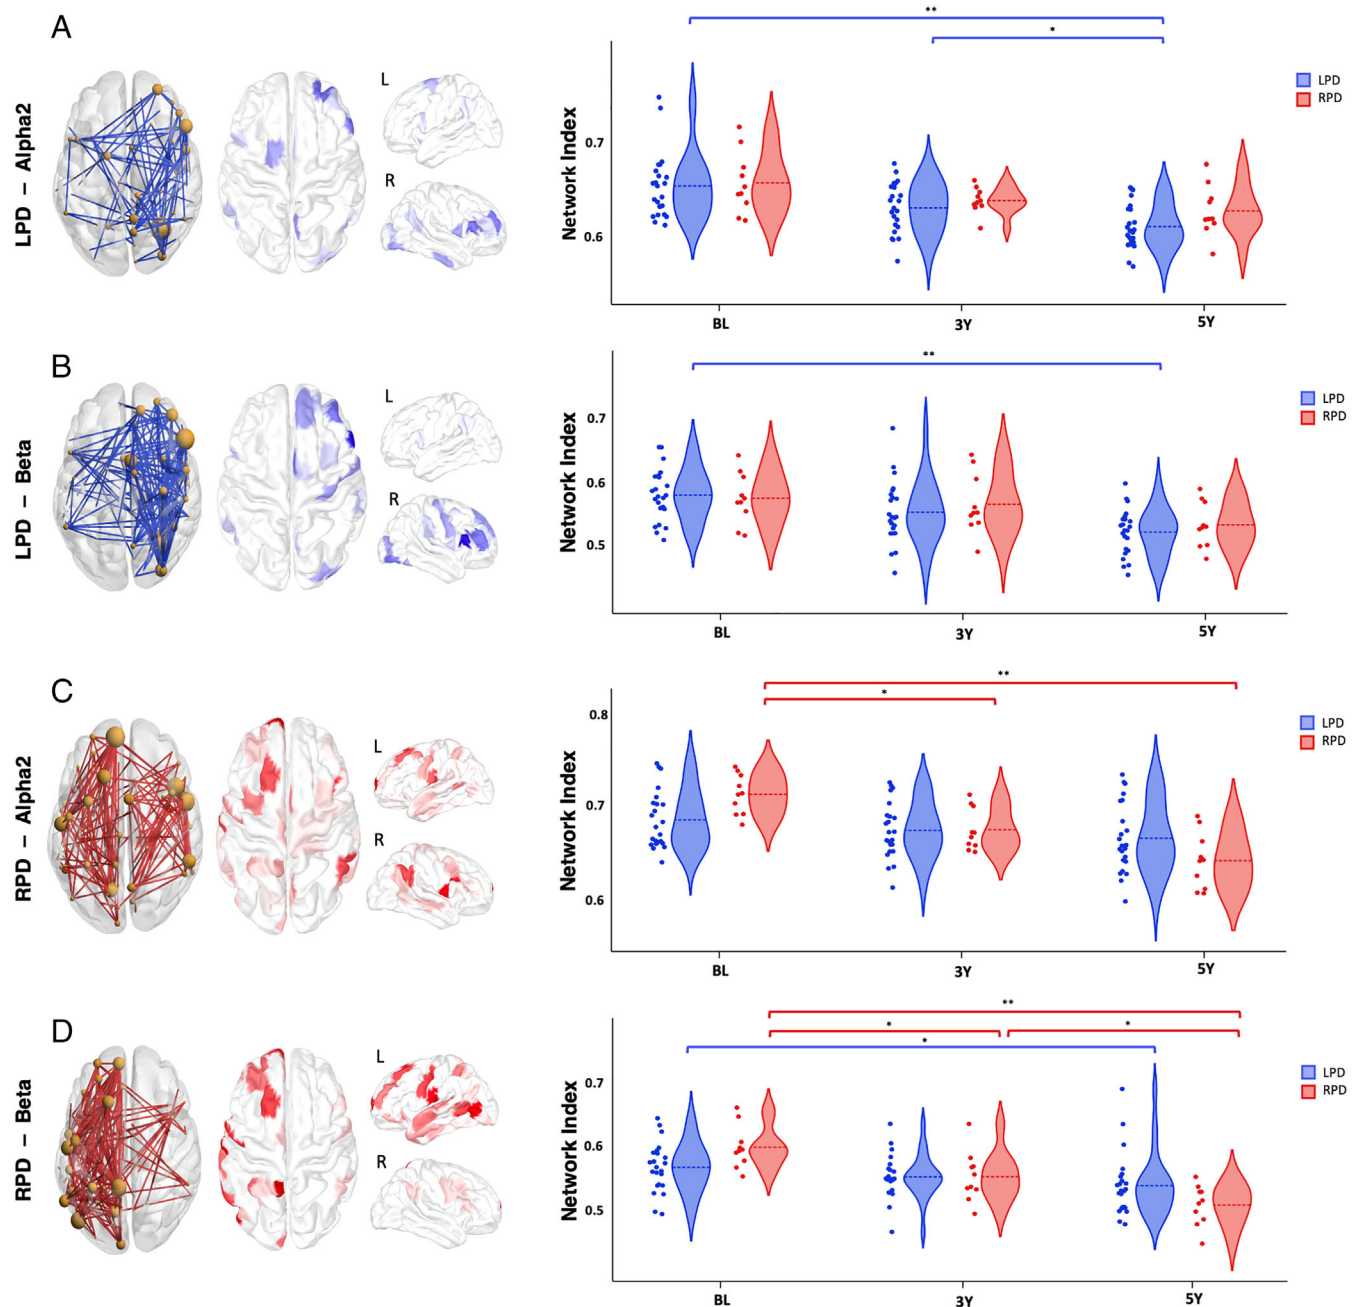 A
LPD – Alpha2
L
R
Network Index
0.7
0.6
**
*
LPD
RPD
BL
3Y
5Y
B
LPD – Beta
L
R
Network Index
0.7
0.6
0.5
**
LPD
RPD
BL
3Y
5Y
C
RPD – Alpha2
L
R
Network Index
0.8
0.7
0.6
**
*
LPD
RPD
BL
3Y
5Y
D
RPD – Beta
L
R
Network Index
0.7
0.6
0.5
**
*
*
*
LPD
RPD
BL
3Y
5Y